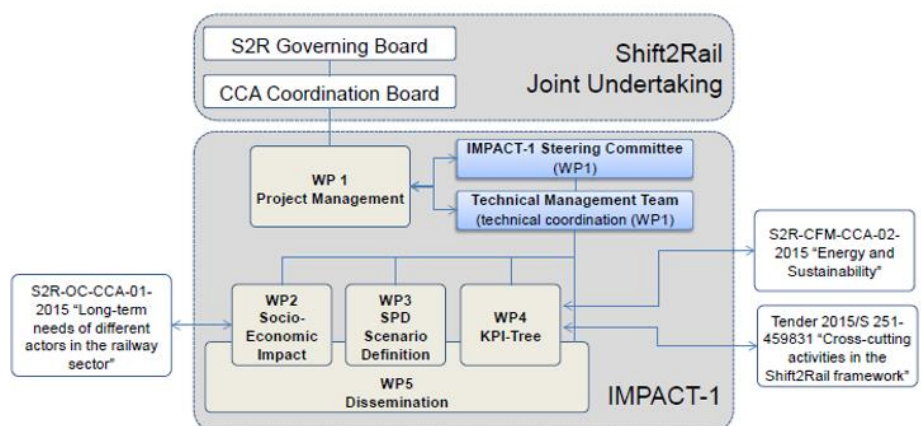 S2R Governing Board
CCA Coordination Board
Shift2Rail
Joint Undertaking
WP 1
Project Management
IMPACT-1 Steering Committee
(WP1)
Technical Management Team
(technical coordination (WP1)
S2R-CFM-CCA-02-
2015 “Energy and
Sustainability”
S2R-OC-CCA-01-
2015 “Long-term
needs of different
actors in the railway
sector”
WP2
Socio-
Economic
Impact
WP3
SPD
Scenario
Definition
WP4
KPI-Tree
Tender 2015/S 251-
459831 “Cross-cutting
activities in the
Shift2Rail framework”
WP5
Dissemination
IMPACT-1